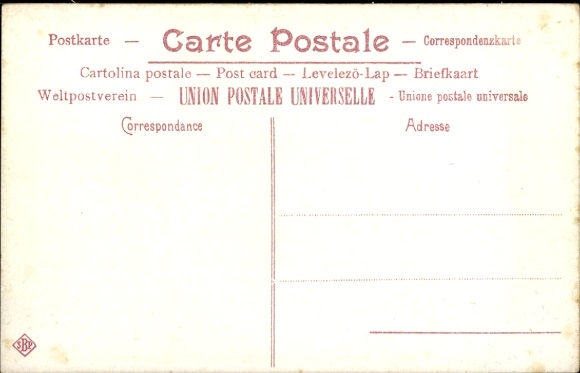 Postkarte — Carte Postale — Correspondenzkarte
Cartolina postale — Post card — Levelező-Lap — Briefkaart
Weltpostverein — UNION POSTALE UNIVERSELLE - Unione postale universale
Correspondance
Adresse
SBP